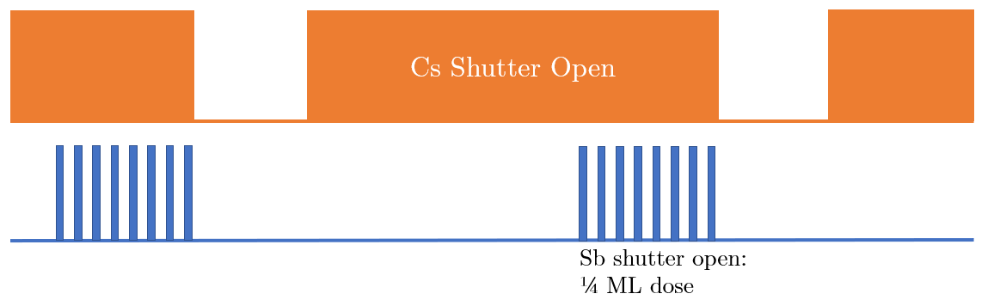 Cs Shutter Open
Sb shutter open:
¼ ML dose